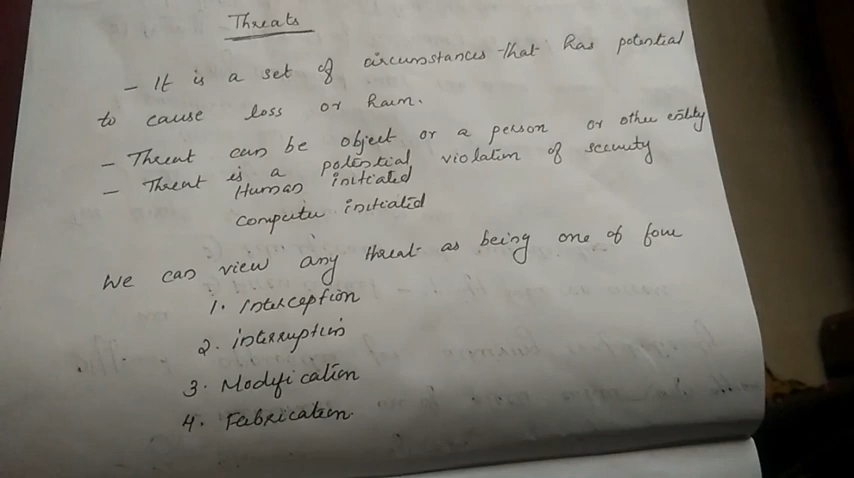 Threats
- It is a set of circumstances that has potential
to cause loss or harm.
- Threat can be object or a person or other entity
- Threat is a potential violation of security
Human initiated
Computer initiated
We can view any threat as being one of four
1. Interception
2. interruption
3. Modification
4. Fabrication.